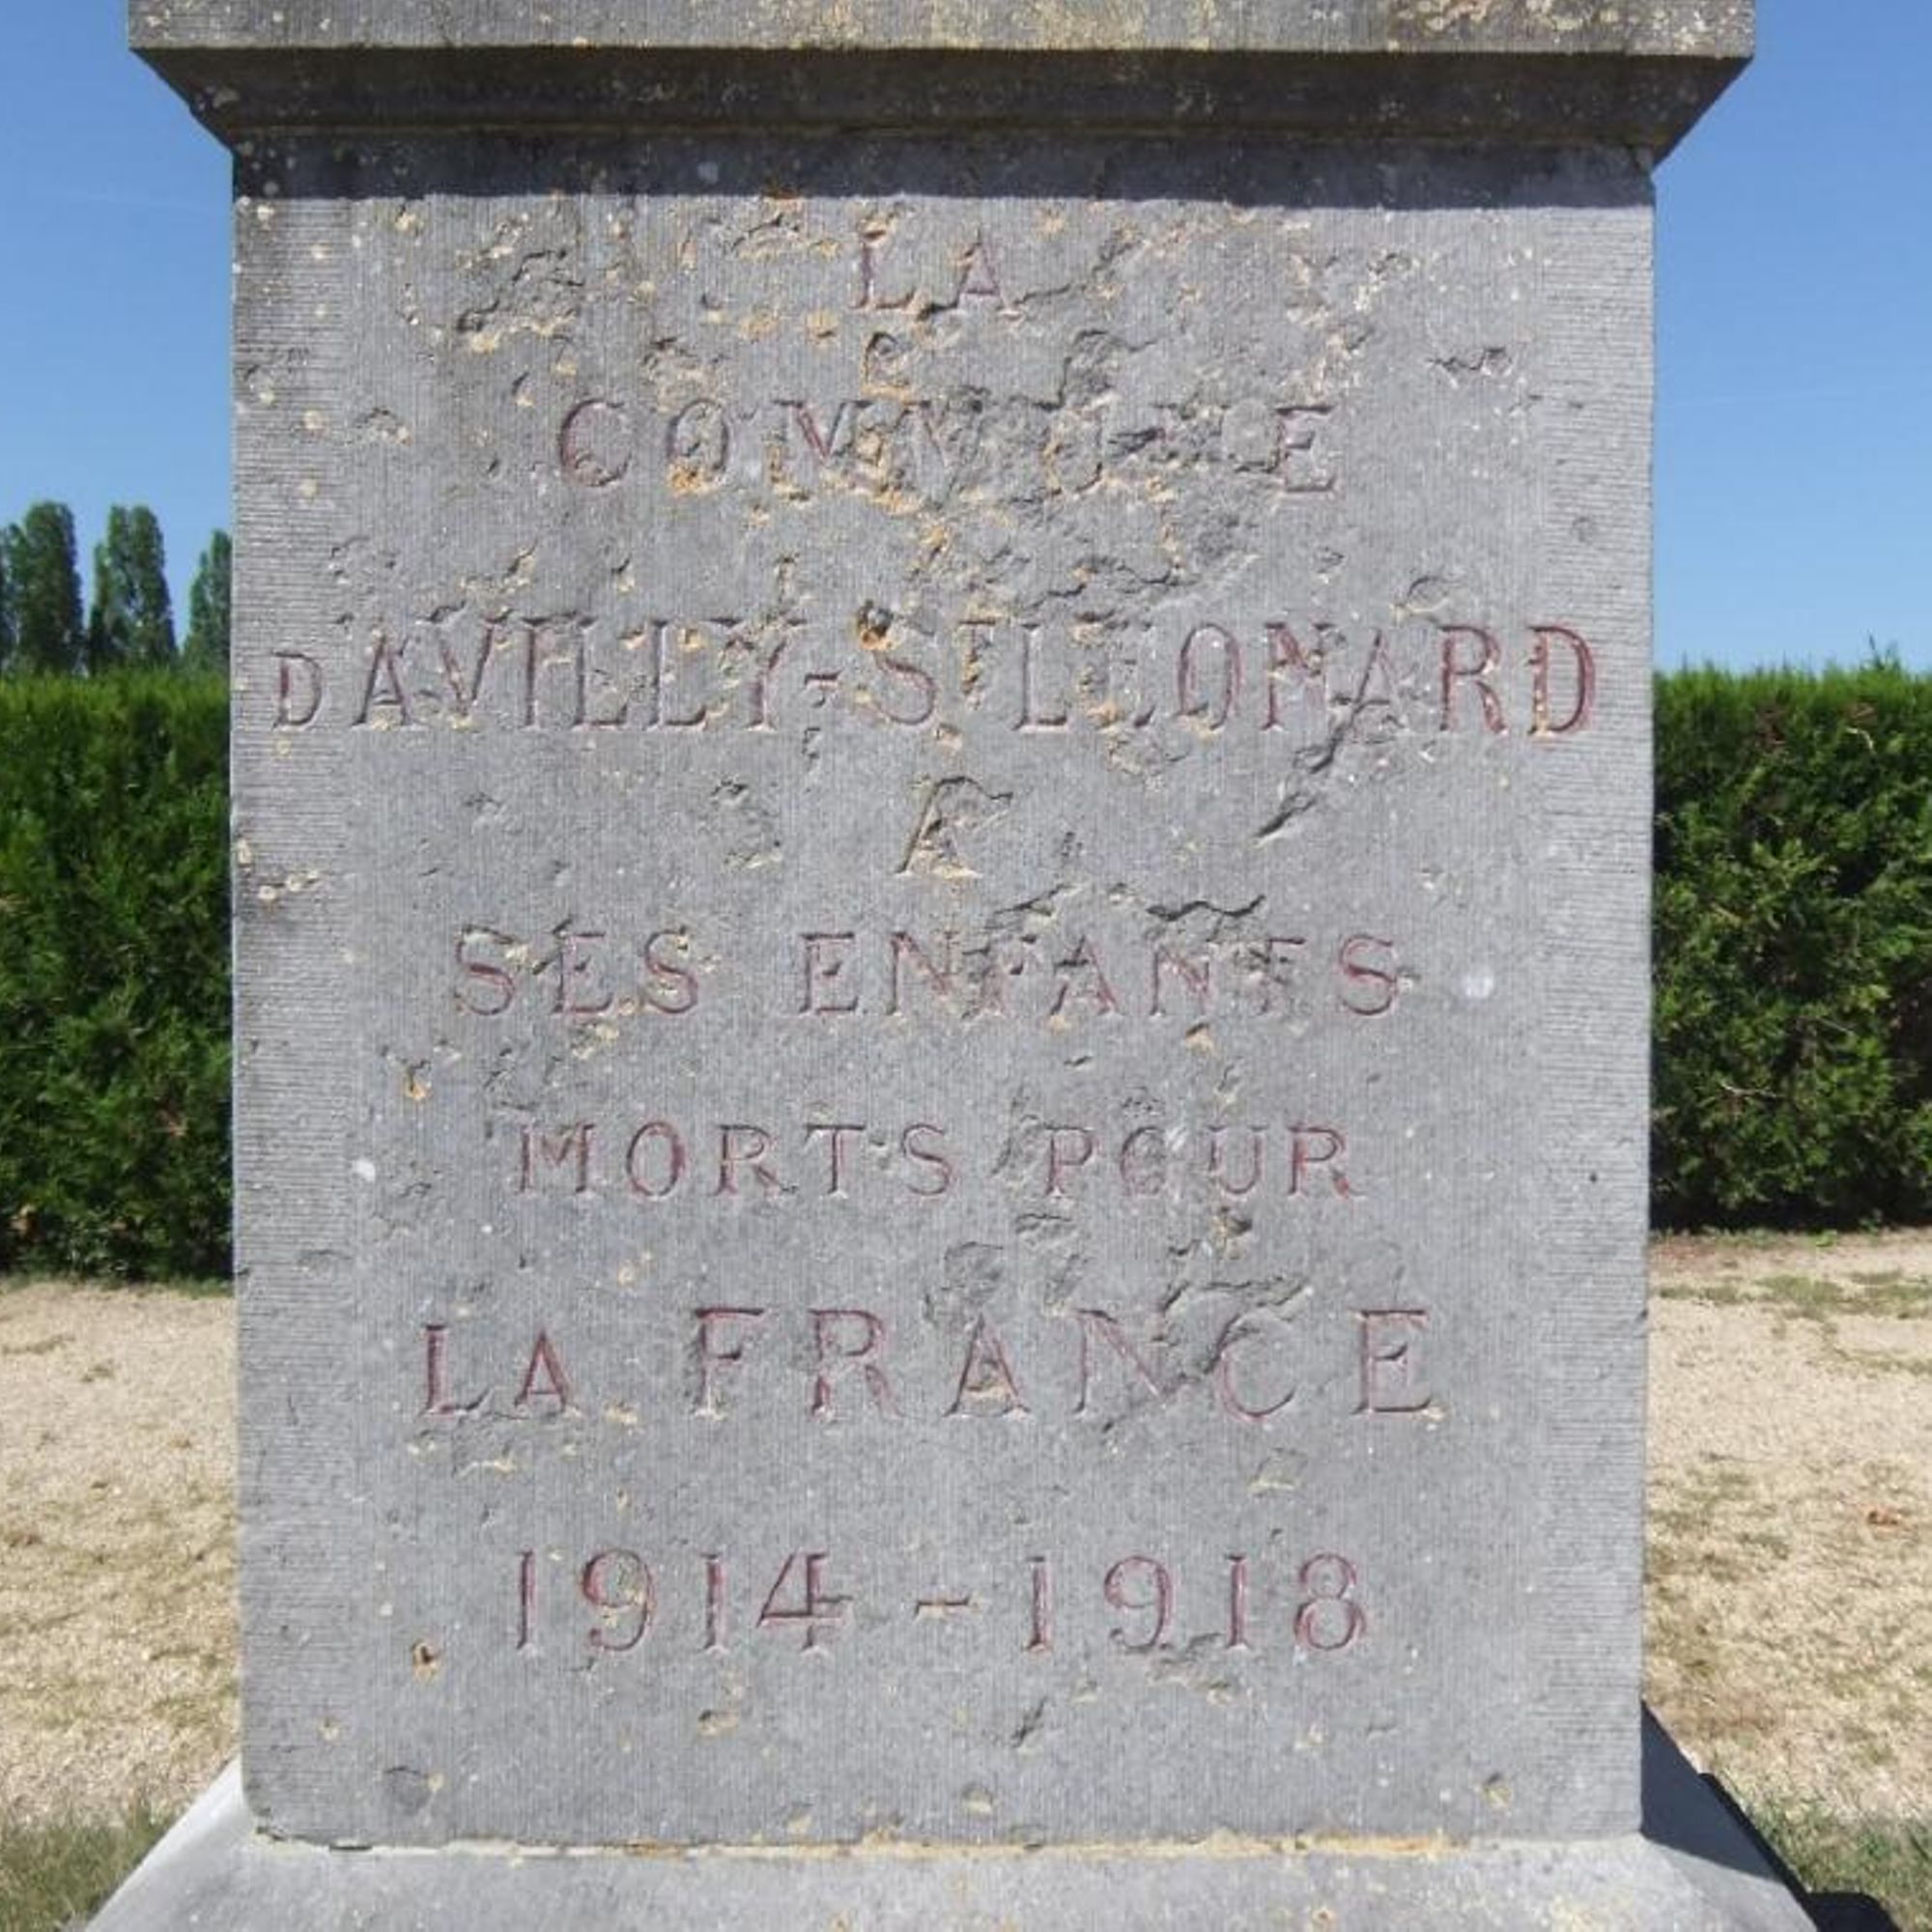 LA
COMMUNE
DAVILLY-ST LEONARD
A
SES ENFANTS
MORTS POUR
LA FRANCE
1914-1918